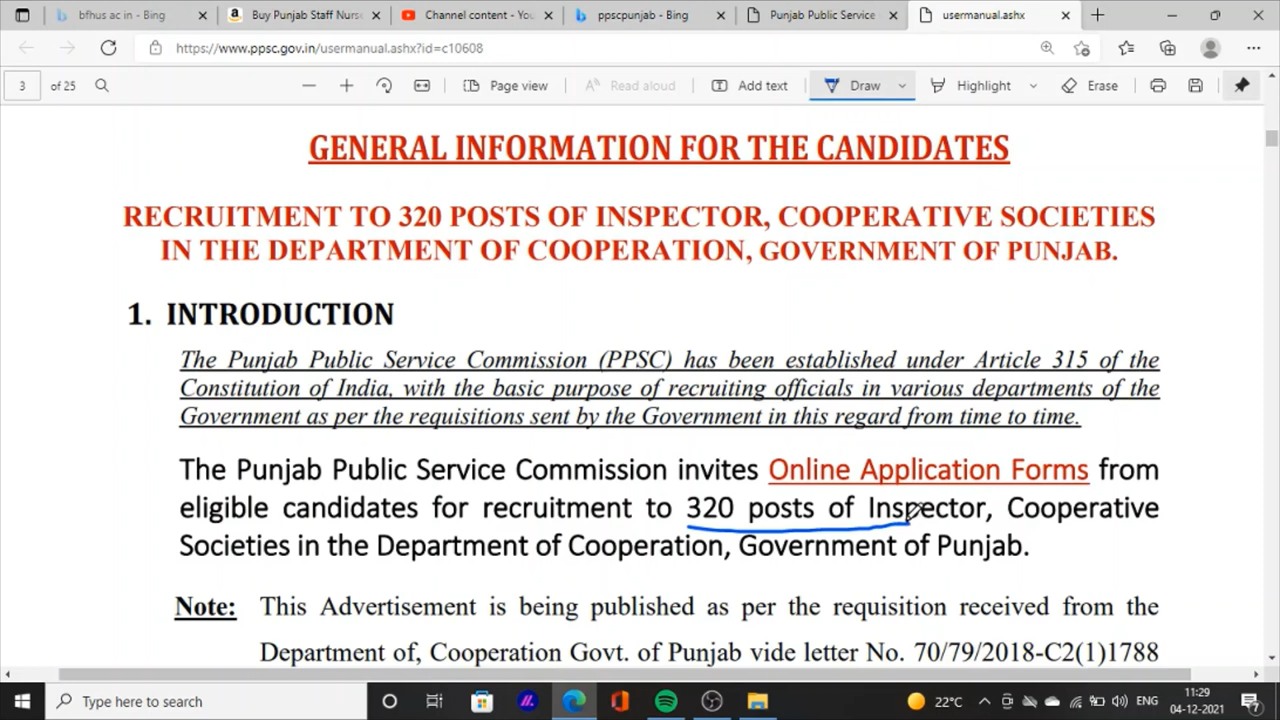 bfhus ac in - Bing
Buy Punjab Staff Nurs
Channel content - You
ppscpunjab - Bing
Punjab Public Service
usermanual.ashx
https://www.ppsc.gov.in/usermanual.ashx?id=c10608
3 of 25
Page view
Read aloud
Add text
Draw
Highlight
Erase
GENERAL INFORMATION FOR THE CANDIDATES
RECRUITMENT TO 320 POSTS OF INSPECTOR, COOPERATIVE SOCIETIES
IN THE DEPARTMENT OF COOPERATION, GOVERNMENT OF PUNJAB.
1. INTRODUCTION
The Punjab Public Service Commission (PPSC) has been established under Article 315 of the
Constitution of India, with the basic purpose of recruiting officials in various departments of the
Government as per the requisitions sent by the Government in this regard from time to time.
The Punjab Public Service Commission invites Online Application Forms from
eligible candidates for recruitment to 320 posts of Inspector, Cooperative
Societies in the Department of Cooperation, Government of Punjab.
Note: This Advertisement is being published as per the requisition received from the
Department of, Cooperation Govt. of Punjab vide letter No. 70/79/2018-C2(1)1788
Type here to search
22°C
ENG
11:29
04-12-2021
7